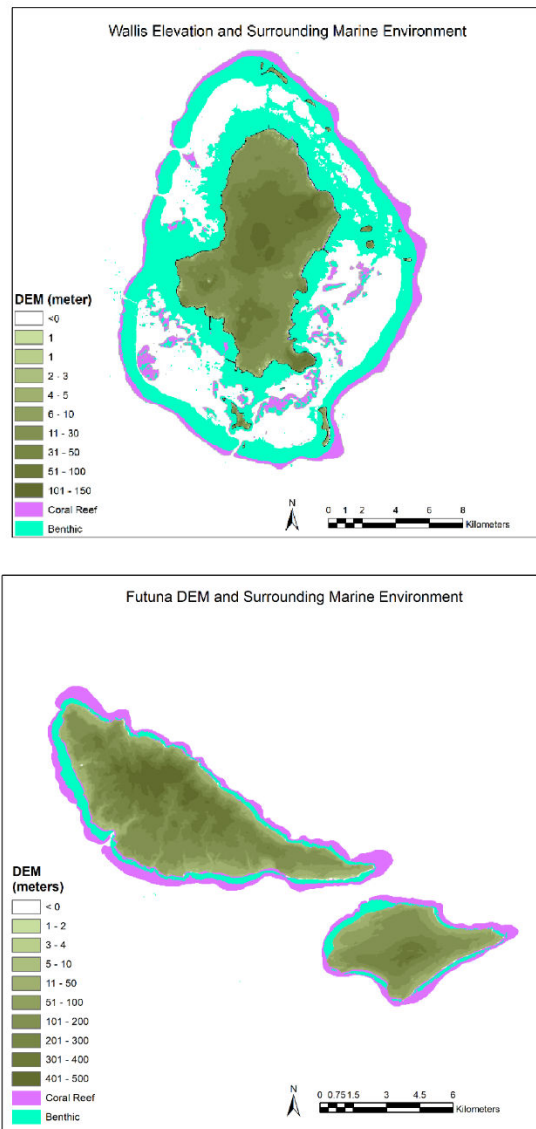 Wallis Elevation and Surrounding Marine Environment
DEM (meter)
<0
1
1
2 - 3
4 - 5
6 - 10
11 - 30
31 - 50
51 - 100
101 - 150
Coral Reef
Benthic
N
0 1 2 4 6 8
Kilometers
Futuna DEM and Surrounding Marine Environment
DEM
(meters)
< 0
1 - 2
3 - 4
5 - 10
11 - 50
51 - 100
101 - 200
201 - 300
301 - 400
401 - 500
Coral Reef
Benthic
N
0 0.75 1.5 3 4.5 6
Kilometers